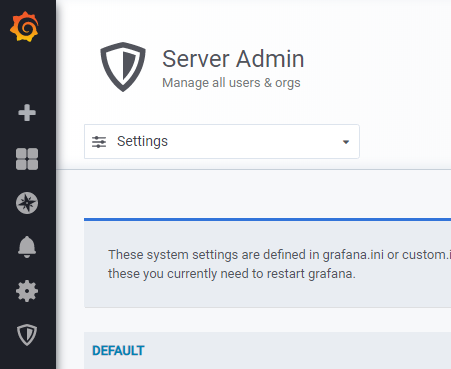 Server Admin
Manage all users & orgs
Settings
These system settings are defined in grafana.ini or custom.i
these you currently need to restart grafana.
DEFAULT